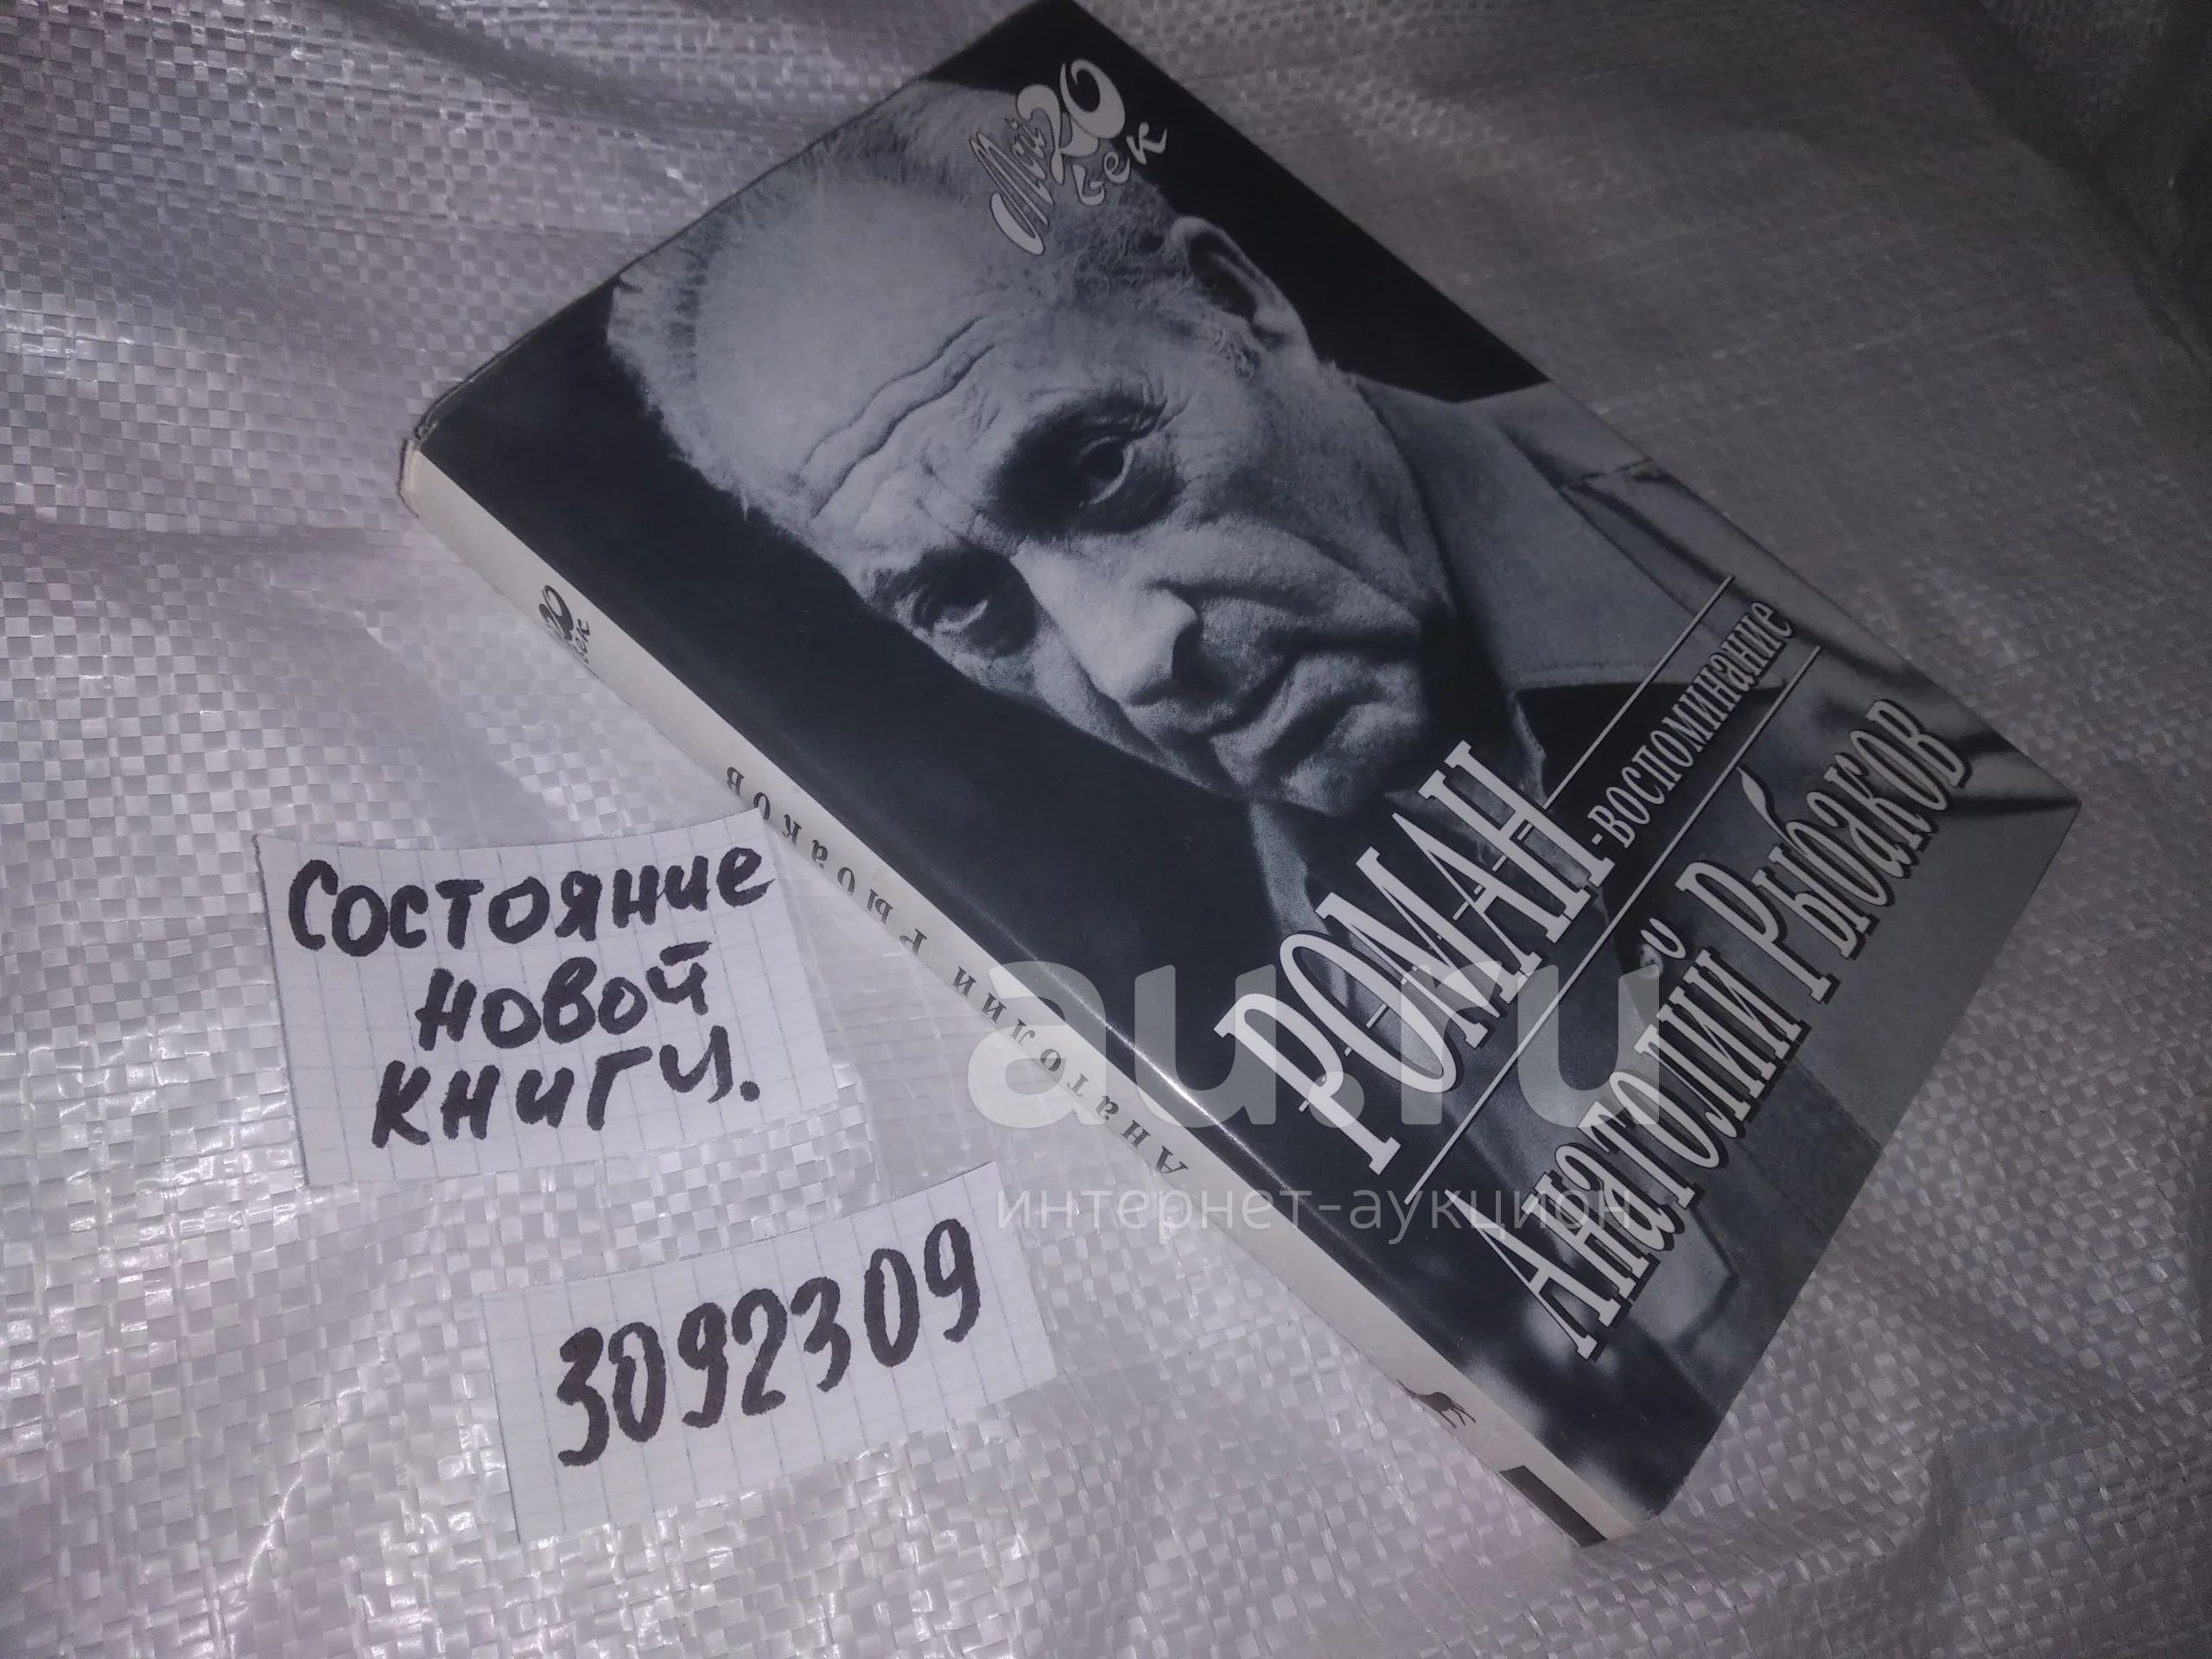 Мой 20
век
РОМАН
-воспоминание
Анатолий Рыбаков
20
век
Анатолий Рыбаков
Состояние
новой
книги.
3092309
au.ru
интернет-аукцион